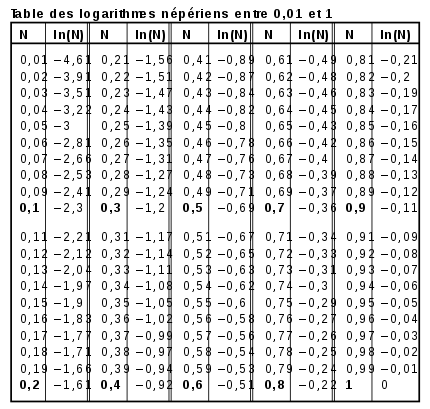 Table des logarithmes népériens entre 0,01 et 1
N ln(N) N ln(N) N ln(N) N ln(N) N ln(N)
0,01 −4,61 0,21 −1,56 0,41 −0,89 0,61 −0,49 0,81 −0,21
0,02 −3,91 0,22 −1,51 0,42 −0,87 0,62 −0,48 0,82 −0,2
0,03 −3,51 0,23 −1,47 0,43 −0,84 0,63 −0,46 0,83 −0,19
0,04 −3,22 0,24 −1,43 0,44 −0,82 0,64 −0,45 0,84 −0,17
0,05 −3 0,25 −1,39 0,45 −0,8 0,65 −0,43 0,85 −0,16
0,06 −2,81 0,26 −1,35 0,46 −0,78 0,66 −0,42 0,86 −0,15
0,07 −2,66 0,27 −1,31 0,47 −0,76 0,67 −0,4 0,87 −0,14
0,08 −2,53 0,28 −1,27 0,48 −0,73 0,68 −0,39 0,88 −0,13
0,09 −2,41 0,29 −1,24 0,49 −0,71 0,69 −0,37 0,89 −0,12
0,1 −2,3 0,3 −1,2 0,5 −0,69 0,7 −0,36 0,9 −0,11
0,11 −2,21 0,31 −1,17 0,51 −0,67 0,71 −0,34 0,91 −0,09
0,12 −2,12 0,32 −1,14 0,52 −0,65 0,72 −0,33 0,92 −0,08
0,13 −2,04 0,33 −1,11 0,53 −0,63 0,73 −0,31 0,93 −0,07
0,14 −1,97 0,34 −1,08 0,54 −0,62 0,74 −0,3 0,94 −0,06
0,15 −1,9 0,35 −1,05 0,55 −0,6 0,75 −0,29 0,95 −0,05
0,16 −1,83 0,36 −1,02 0,56 −0,58 0,76 −0,27 0,96 −0,04
0,17 −1,77 0,37 −0,99 0,57 −0,56 0,77 −0,26 0,97 −0,03
0,18 −1,71 0,38 −0,97 0,58 −0,54 0,78 −0,25 0,98 −0,02
0,19 −1,66 0,39 −0,94 0,59 −0,53 0,79 −0,24 0,99 −0,01
0,2 −1,61 0,4 −0,92 0,6 −0,51 0,8 −0,22 1 0